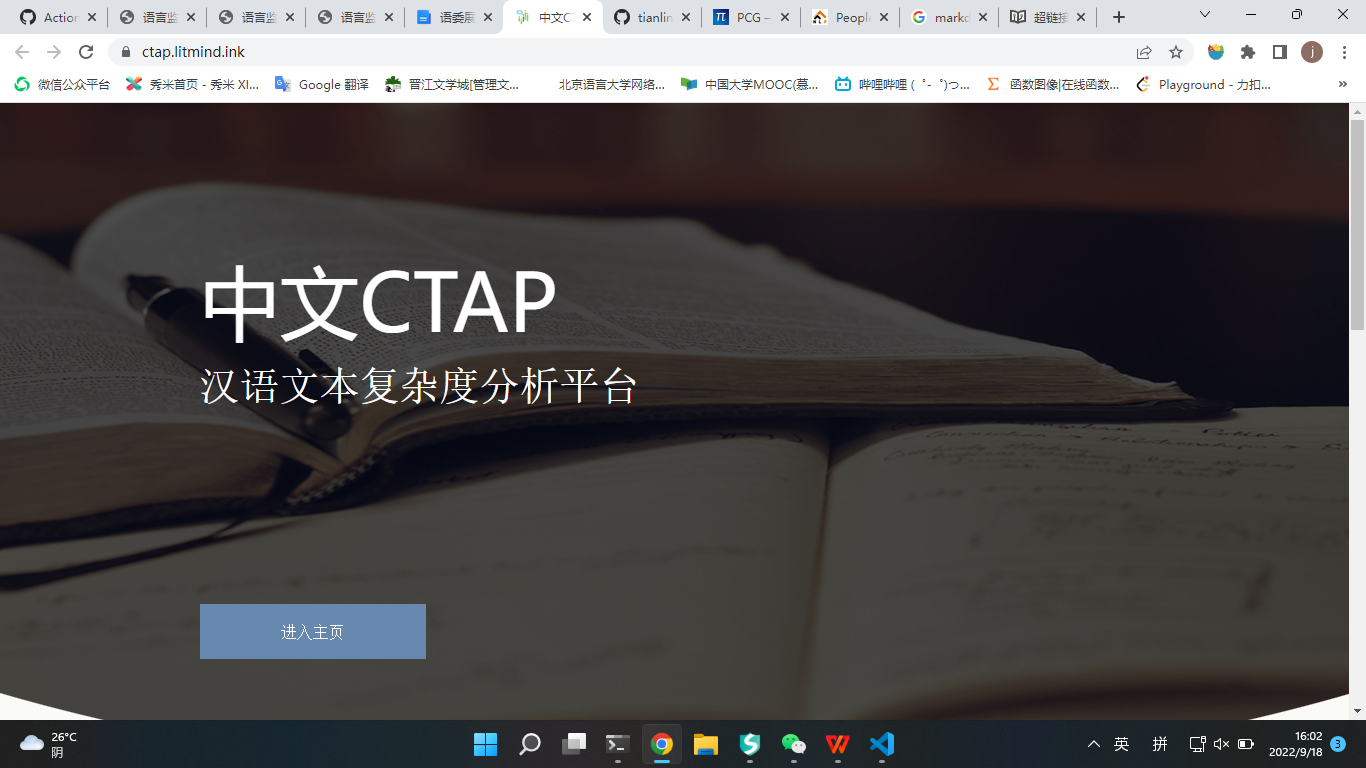 Action
语言监
语言监
语言监
语委展
中文C
tianlin
PCG –
People
markd
超链接
ctap.litmind.ink
j
微信公众平台
秀米首页 - 秀米 XI...
Google 翻译
晋江文学城[管理文...
北京语言大学网络...
中国大学MOOC(慕...
哔哩哔哩 ( ゜- ゜)つ...
函数图像|在线函数...
Playground - 力扣...
中文CTAP
汉语文本复杂度分析平台
进入主页
26°C
阴
英
拼
16:02
2022/9/18
3